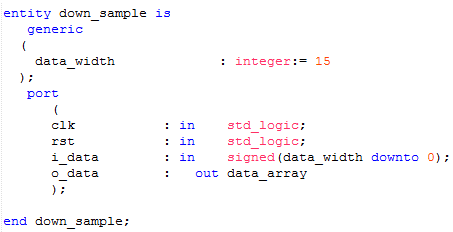 entity down_sample is
generic
(
data_width : integer:= 15
);
port
(
clk : in std_logic;
rst : in std_logic;
i_data : in signed(data_width downto 0);
o_data : out data_array
);
end down_sample;